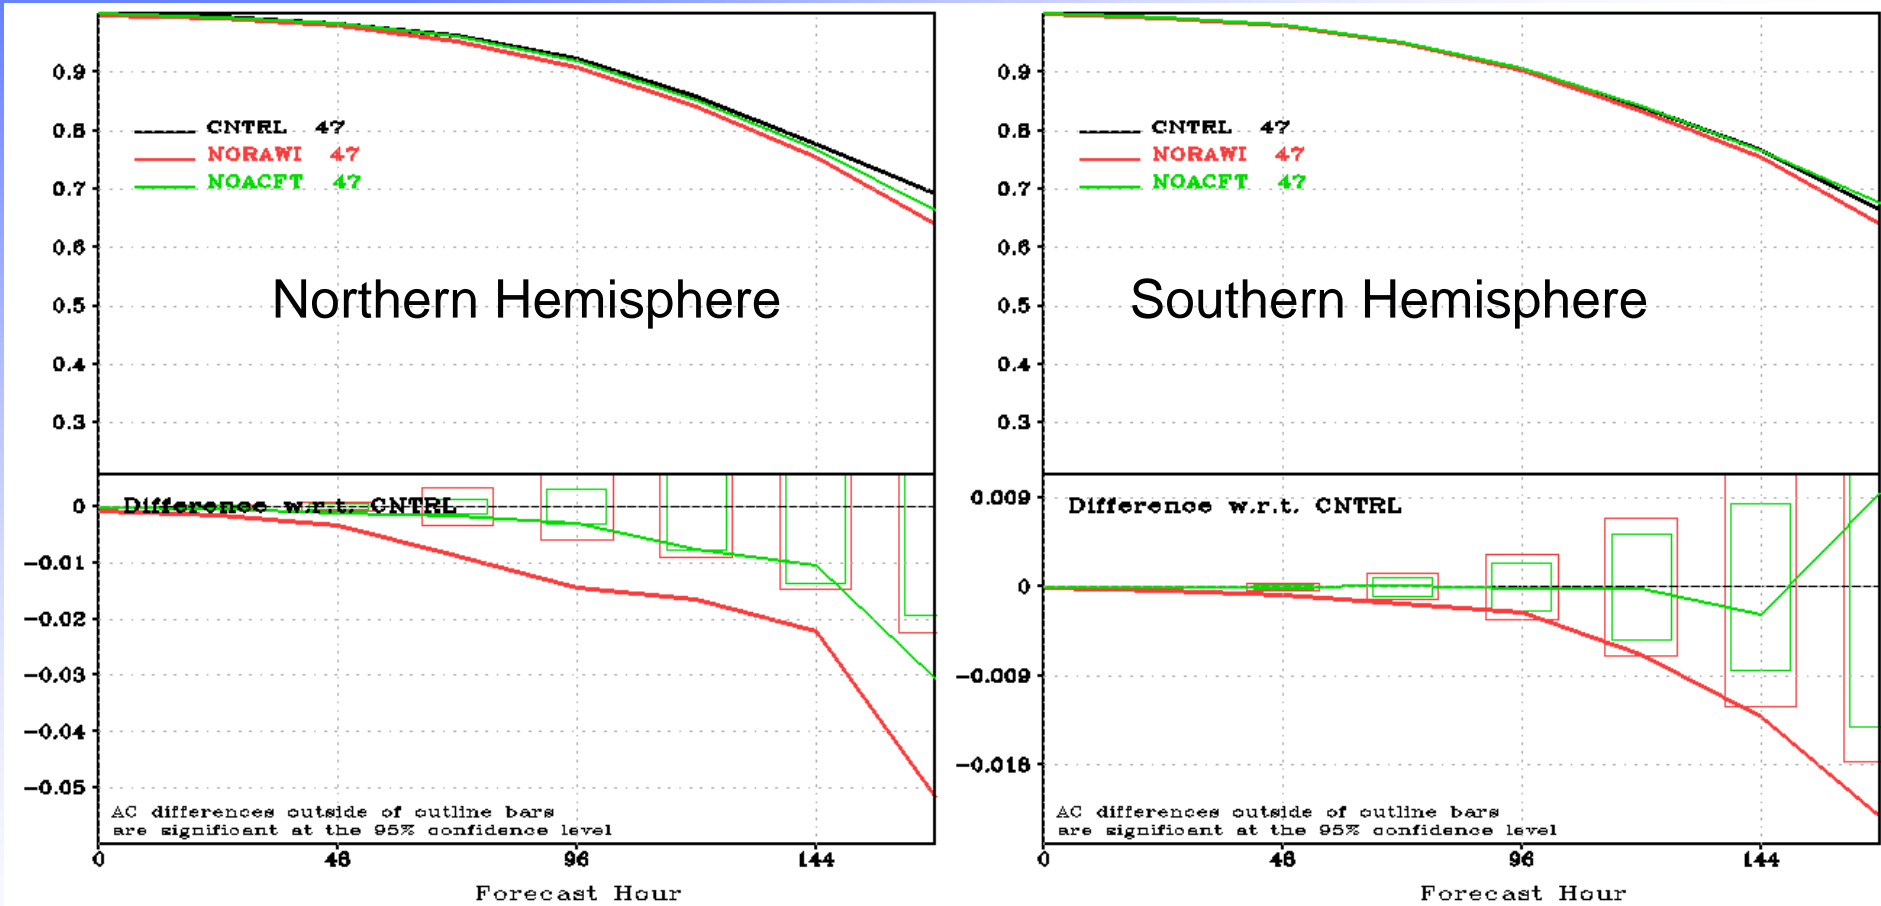 0.9
0.8
0.7
0.6
0.5
0.4
0.3
CNTRL 47
NORAWI 47
NOACFT 47
Northern Hemisphere
0
-0.01
-0.02
-0.03
-0.04
-0.05
Difference w.r.t. CNTRL
AC differences outside of outline bars
are significant at the 95% confidence level
0 48 96 144
Forecast Hour
0.9
0.8
0.7
0.6
0.5
0.4
0.3
CNTRL 47
NORAWI 47
NOACFT 47
Southern Hemisphere
0.009
0
-0.009
-0.018
Difference w.r.t. CNTRL
AC differences outside of outline bars
are significant at the 95% confidence level
0 48 96 144
Forecast Hour